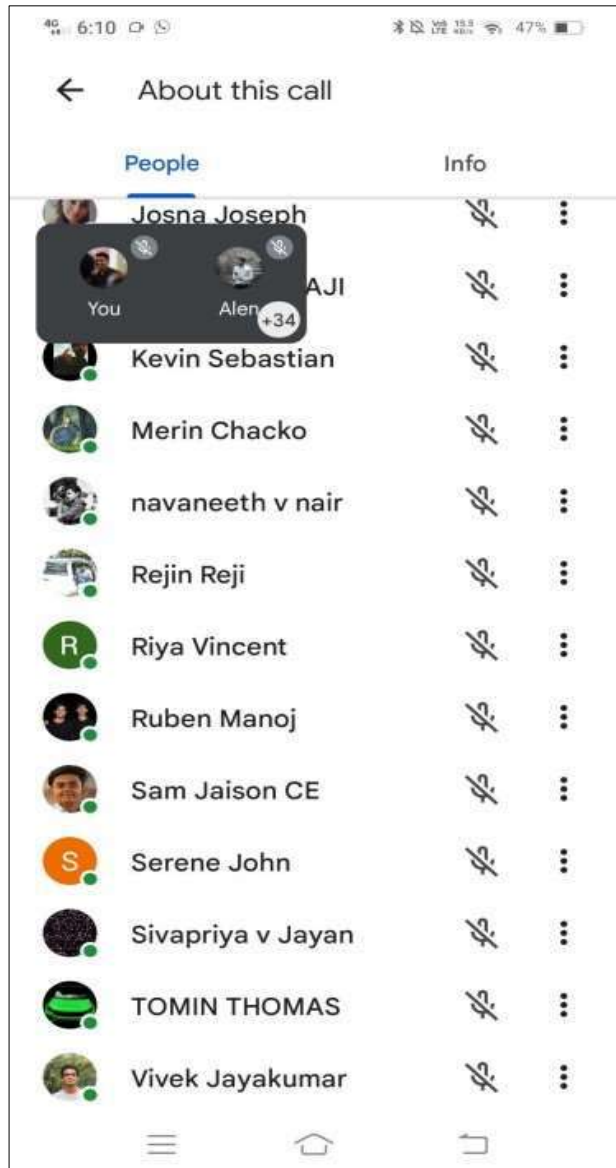 4G 6:10 47%
About this call
People Info
Josna Joseph
AJI
You Alen +34
Kevin Sebastian
Merin Chacko
navaneeth v nair
Rejin Reji
R Riya Vincent
Ruben Manoj
Sam Jaison CE
S Serene John
Sivapriya v Jayan
TOMIN THOMAS
Vivek Jayakumar